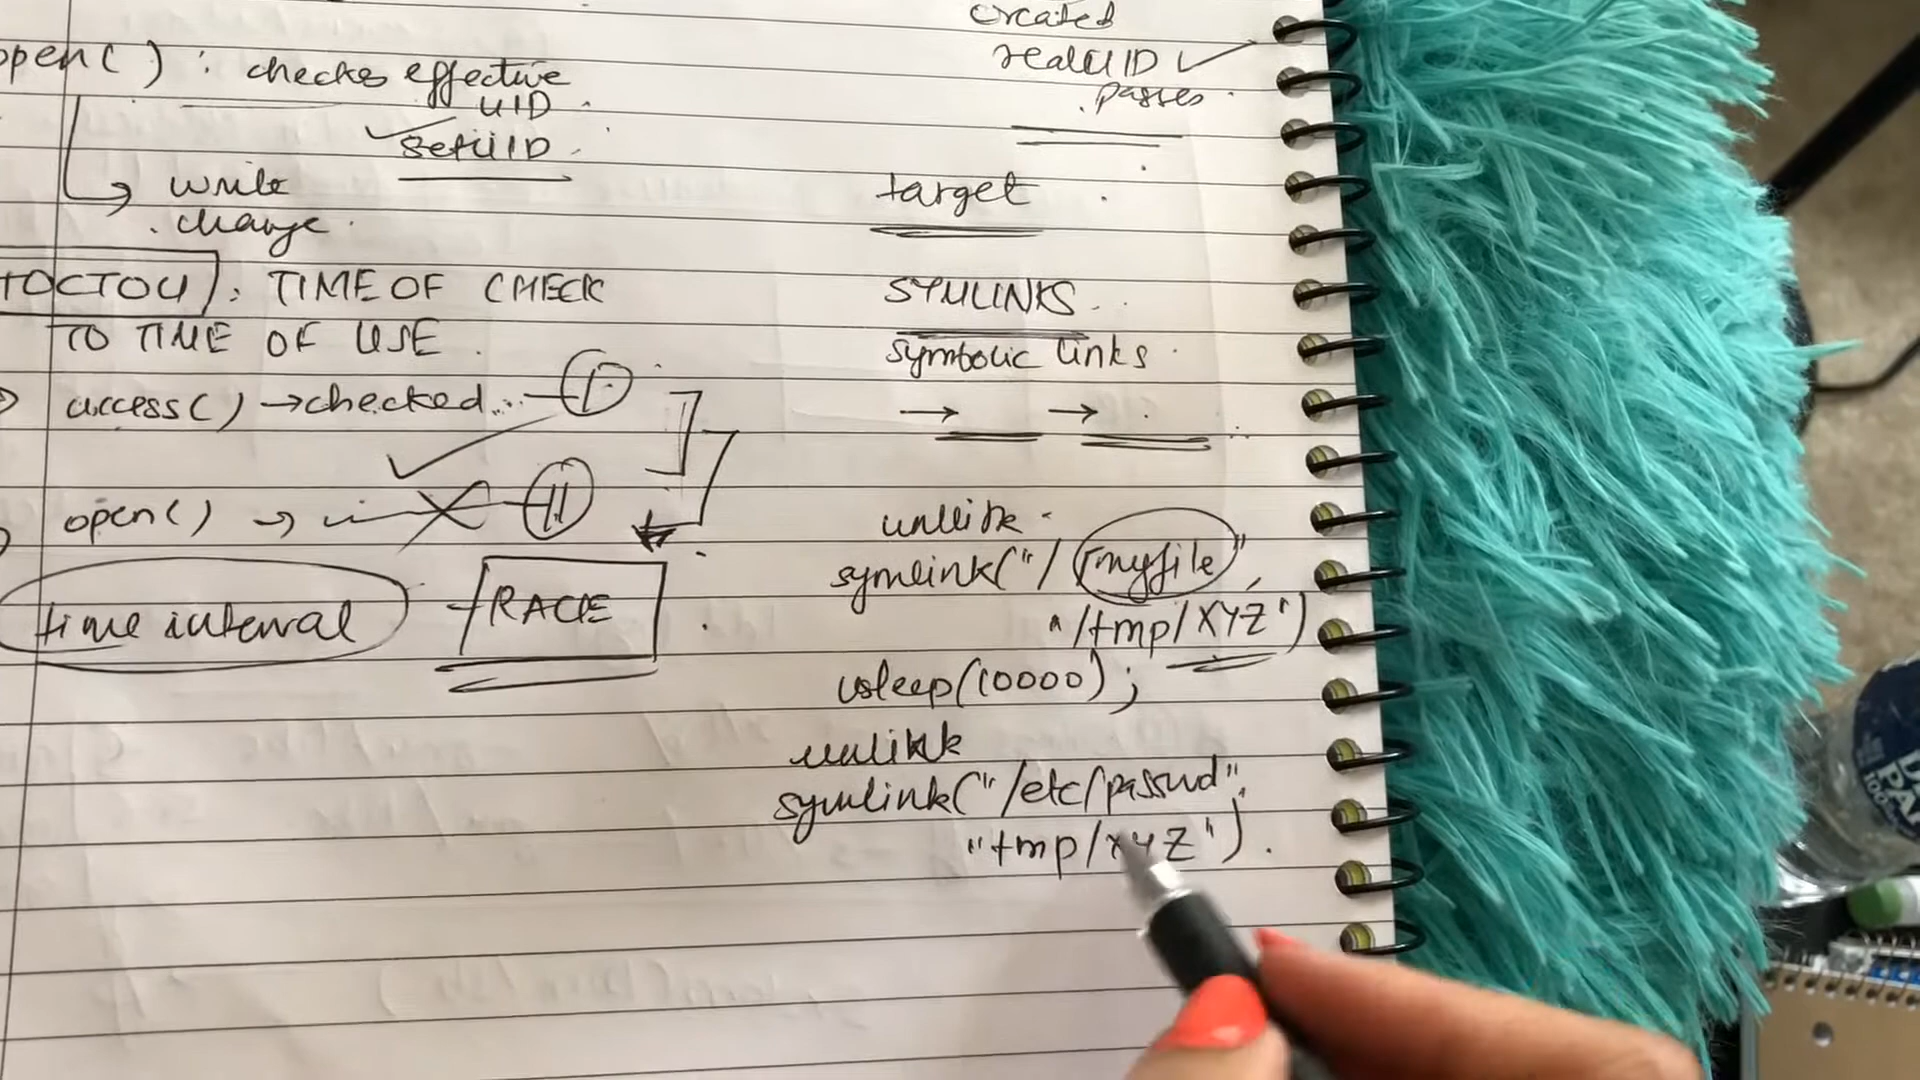 open( ) : checks effective
UID
setUID
write
change
TOCTOU : TIME OF CHECK
TO TIME OF USE
access( ) → checked... I
open( ) → II
time interval - RACE
created
real UID ✓
passes
target
SYMLINKS
symbolic links
→ →
unlink
symlink("/myfile",
"/tmp/XYZ")
usleep(10000);
unlink
symlink("/etc/passwd",
"tmp/XYZ").